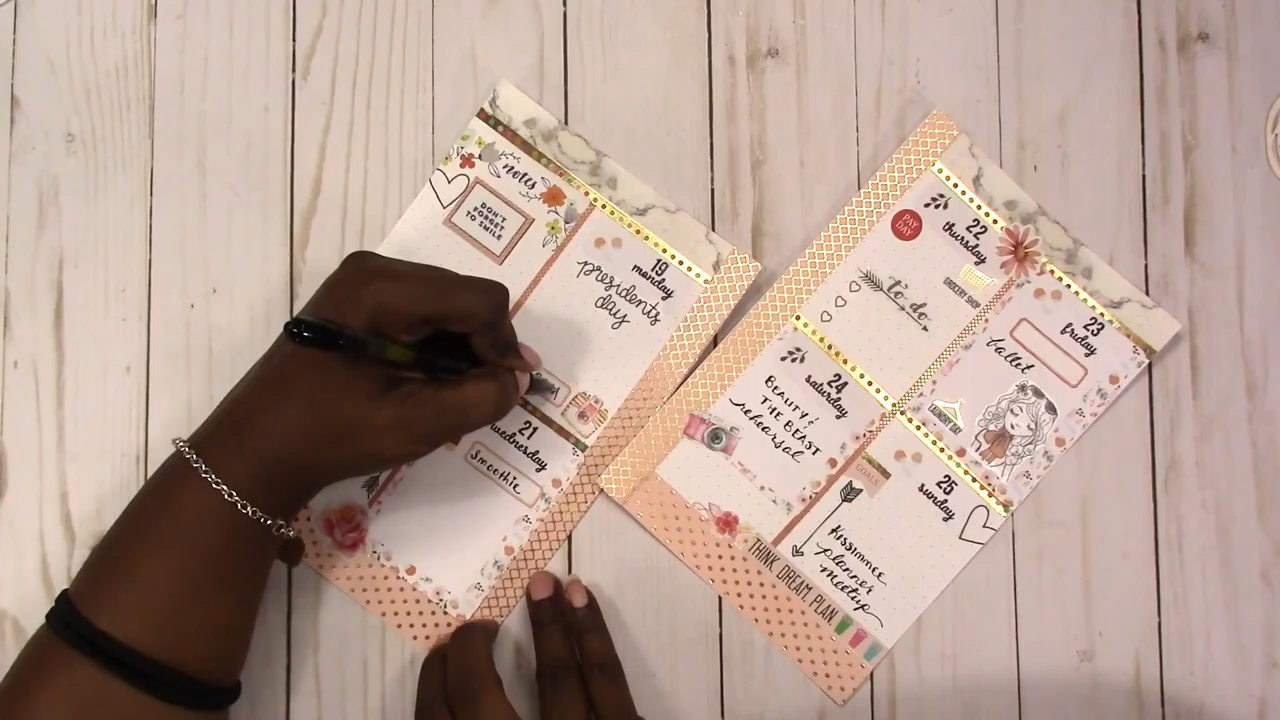 notes
DON'T
FORGET
TO SMILE
19
monday
presidents
day
21
wednesday
Smoothie
22
thursday
PAY
DAY
GROCERY SHOP
to do
23
friday
ballet
LAUNDRY DAY
24
saturday
BEAUTY &
THE BEAST
rehearsal
GOALS
25
sunday
Kissimmee
planner
meetup
THINK. DREAM. PLAN.